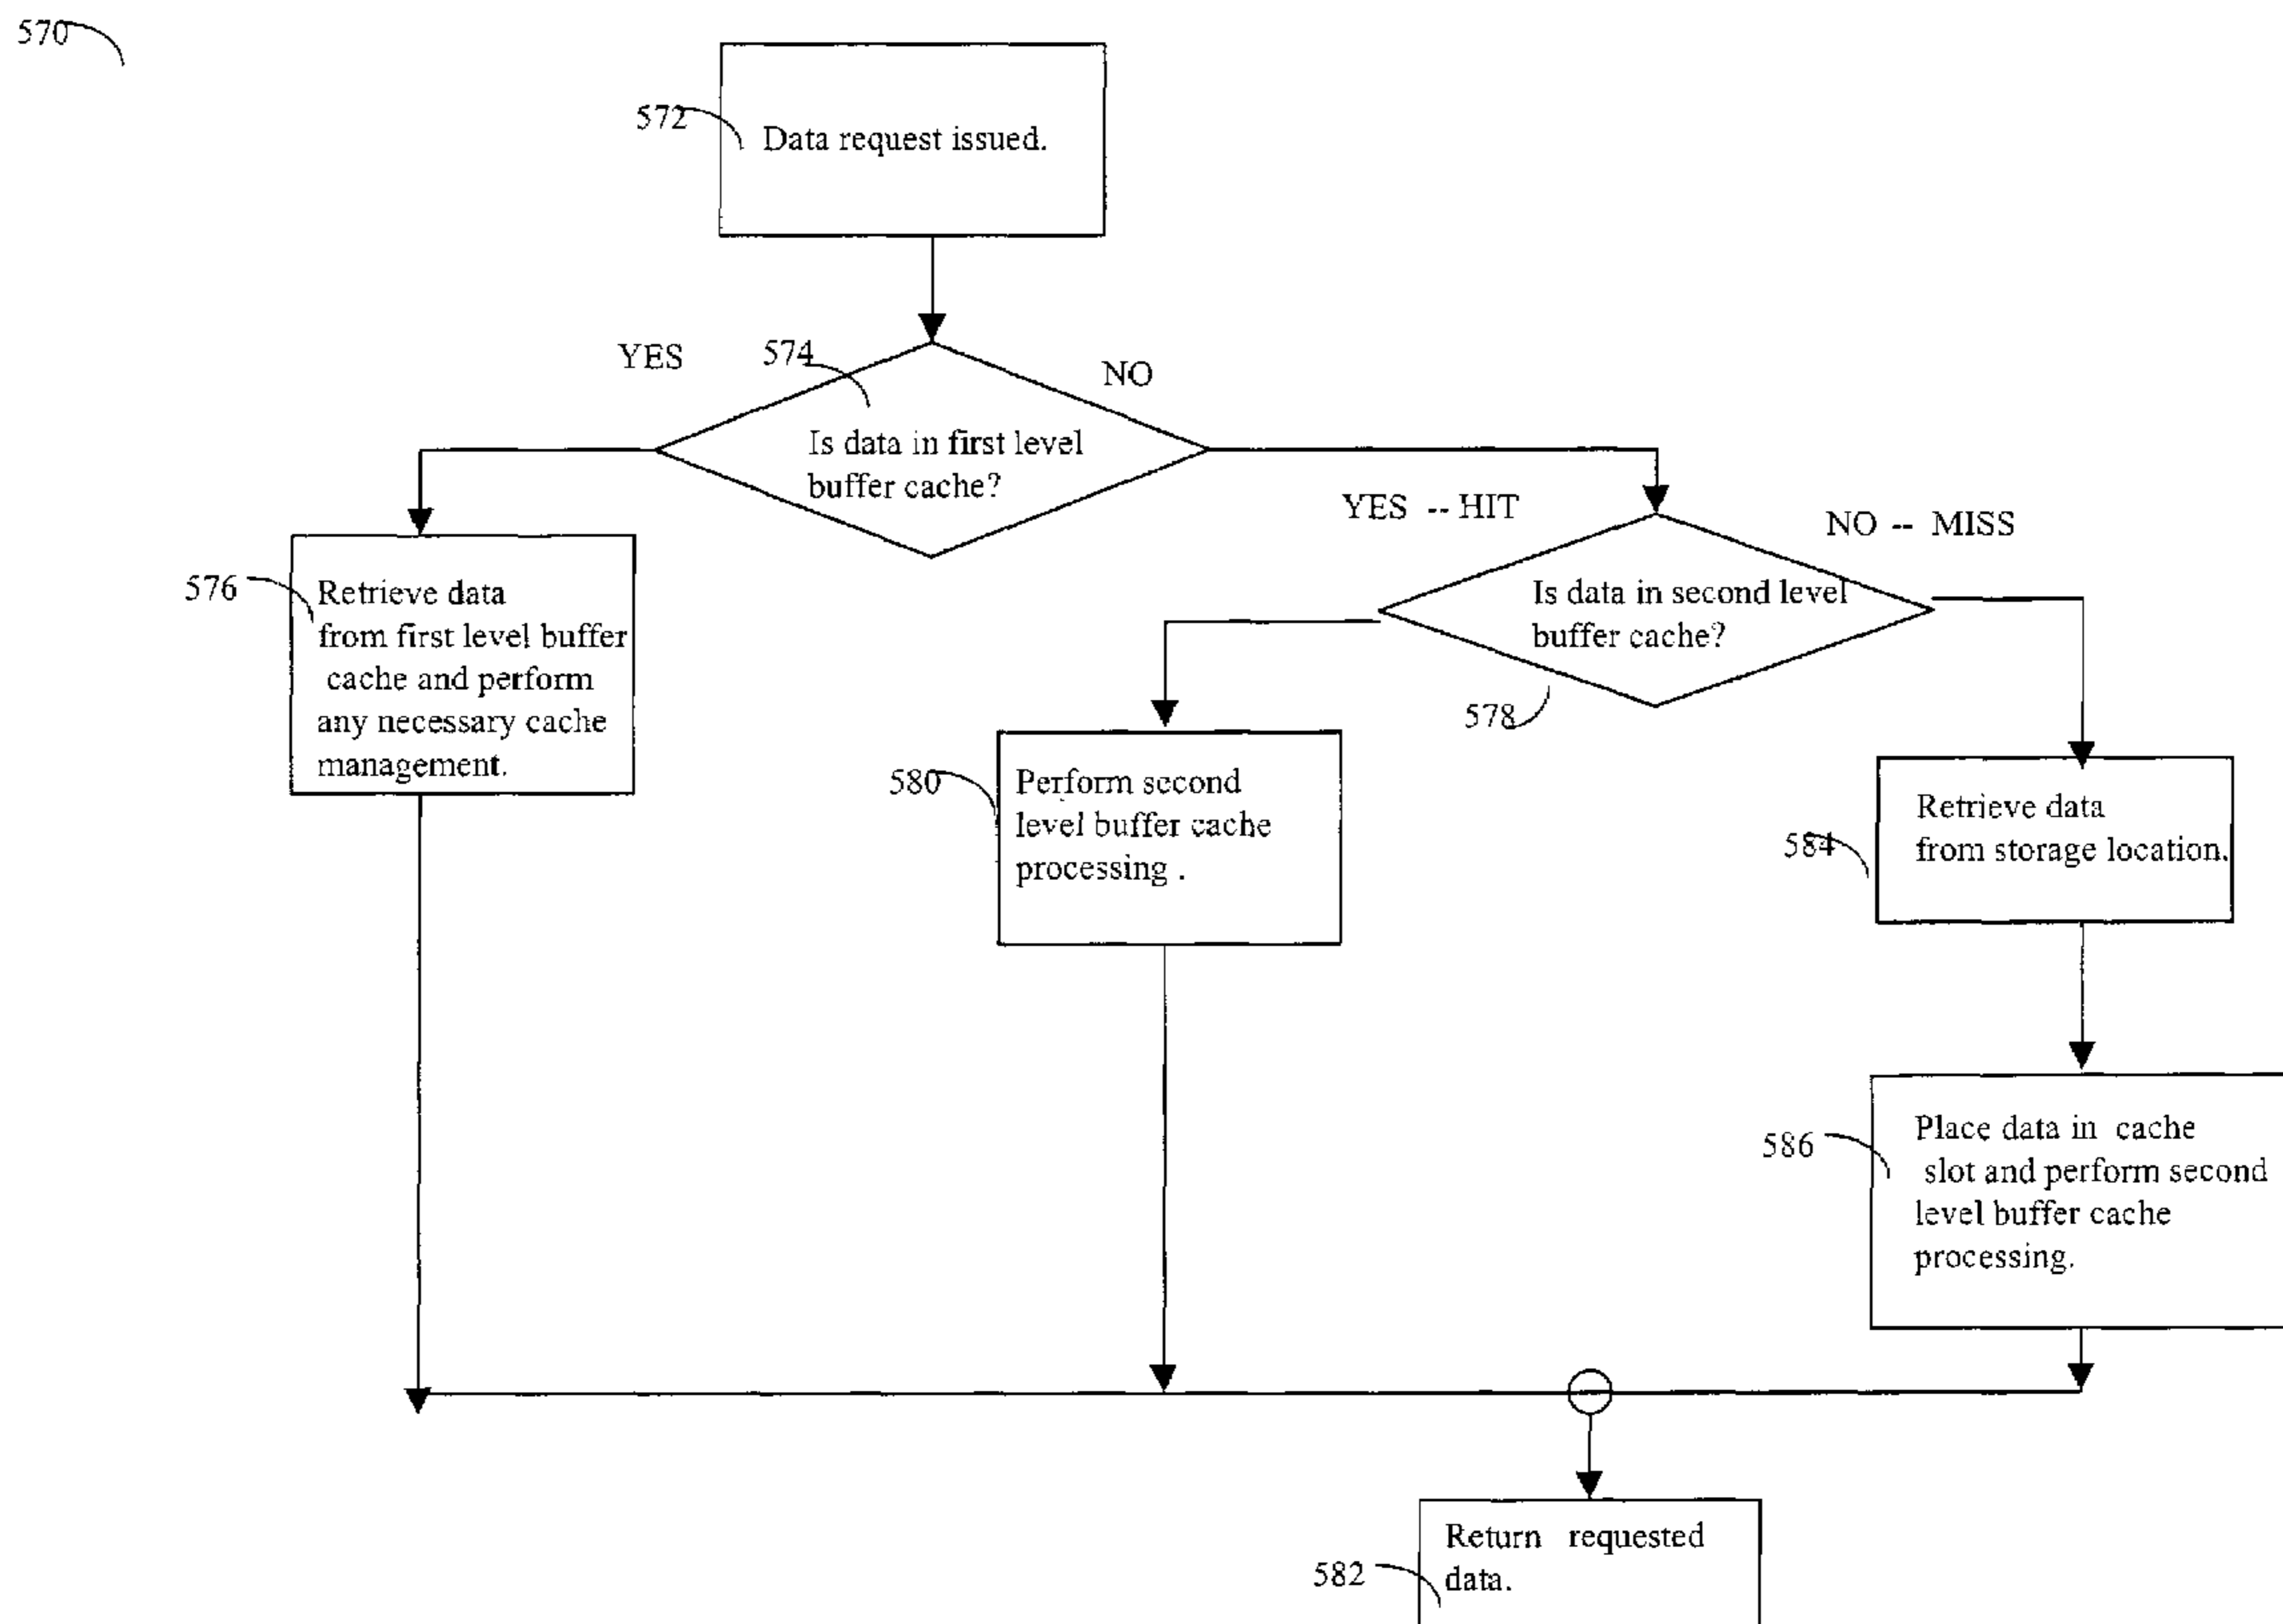 570
572
Data request issued.
YES
574
NO
Is data in first level
buffer cache?
YES -- HIT
NO -- MISS
576
Retrieve data
from first level buffer
cache and perform
any necessary cache
management.
Is data in second level
buffer cache?
578
580
Perform second
level buffer cache
processing .
584
Retrieve data
from storage location.
586
Place data in cache
slot and perform second
level buffer cache
processing.
582
Return requested
data.